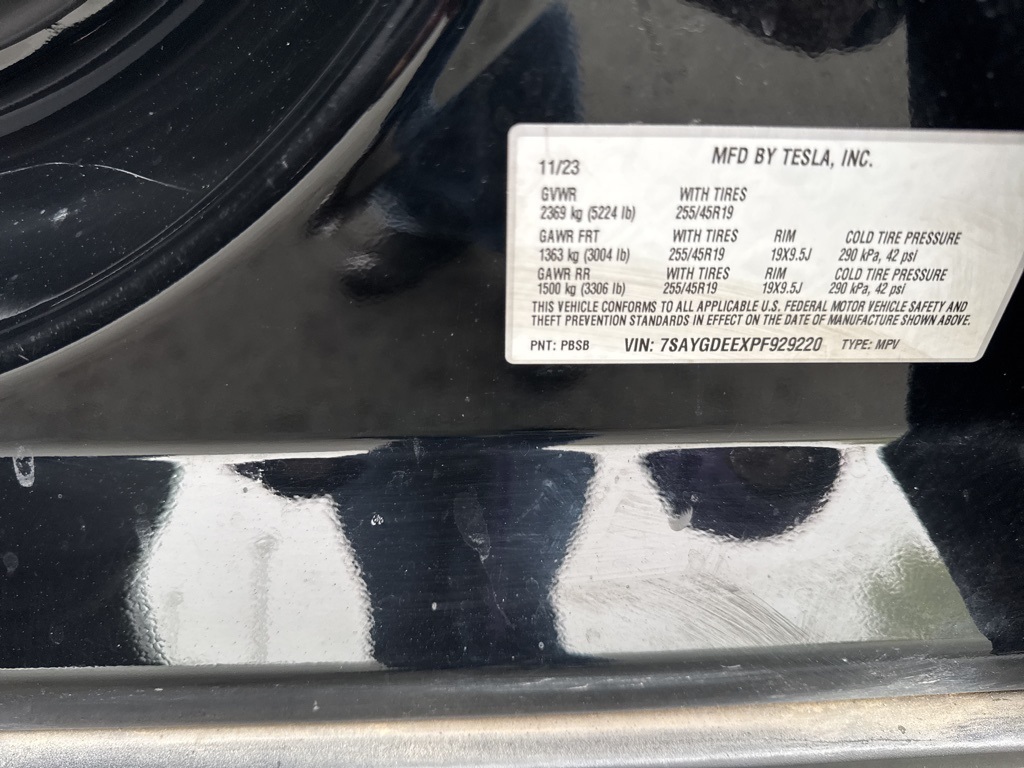 MFD BY TESLA, INC.
11/23
GVWR WITH TIRES
2369 kg (5224 lb) 255/45R19
GAWR FRT WITH TIRES RIM COLD TIRE PRESSURE
1363 kg (3004 lb) 255/45R19 19X9.5J 290 kPa, 42 psi
GAWR RR WITH TIRES RIM COLD TIRE PRESSURE
1500 kg (3306 lb) 255/45R19 19X9.5J 290 kPa, 42 psi
THIS VEHICLE CONFORMS TO ALL APPLICABLE U.S. FEDERAL MOTOR VEHICLE SAFETY AND
THEFT PREVENTION STANDARDS IN EFFECT ON THE DATE OF MANUFACTURE SHOWN ABOVE.
PNT: PBSB VIN: 7SAYGDEEXPF929220 TYPE: MPV